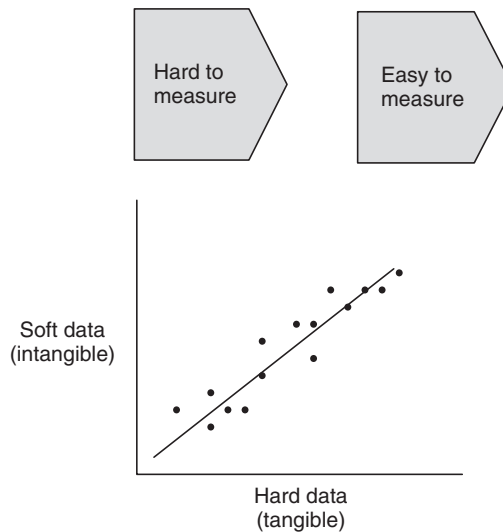 Hard to
measure
Easy to
measure
Soft data
(intangible)
Hard data
(tangible)